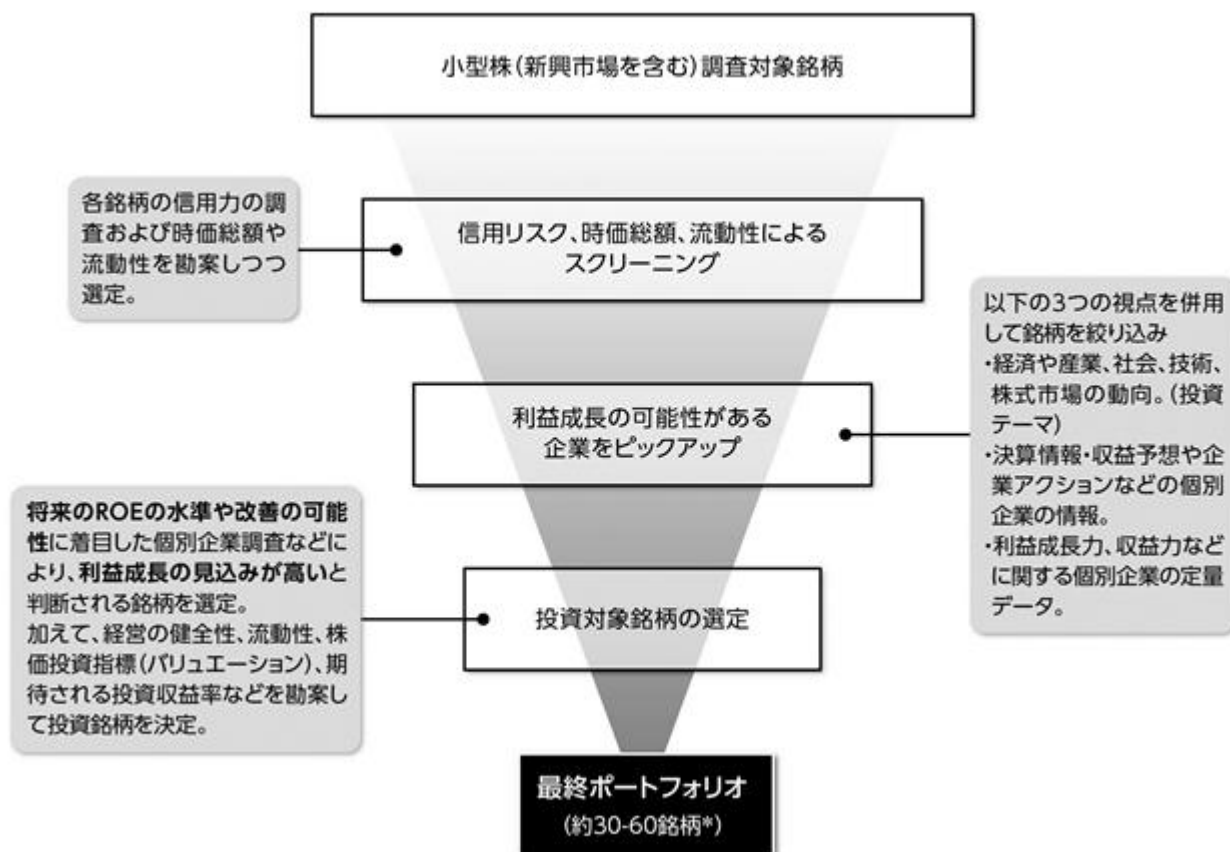 小型株(新興市場を含む)調査対象銘柄
各銘柄の信用力の調
査および時価総額や
流動性を勘案しつつ
選定。
信用リスク、時価総額、流動性による
スクリーニング
以下の3つの視点を併用
して銘柄を絞り込み
・経済や産業、社会、技術、
株式市場の動向。(投資
テーマ)
・決算情報・収益予想や企
業アクションなどの個別
企業の情報。
・利益成長力、収益力など
に関する個別企業の定量
データ。
利益成長の可能性がある
企業をピックアップ
将来のROEの水準や改善の可能
性に着目した個別企業調査などに
より、利益成長の見込みが高いと
判断される銘柄を選定。
加えて、経営の健全性、流動性、株
価投資指標(バリュエーション)、期
待される投資収益率などを勘案し
て投資銘柄を決定。
投資対象銘柄の選定
最終ポートフォリオ
(約30-60銘柄*)